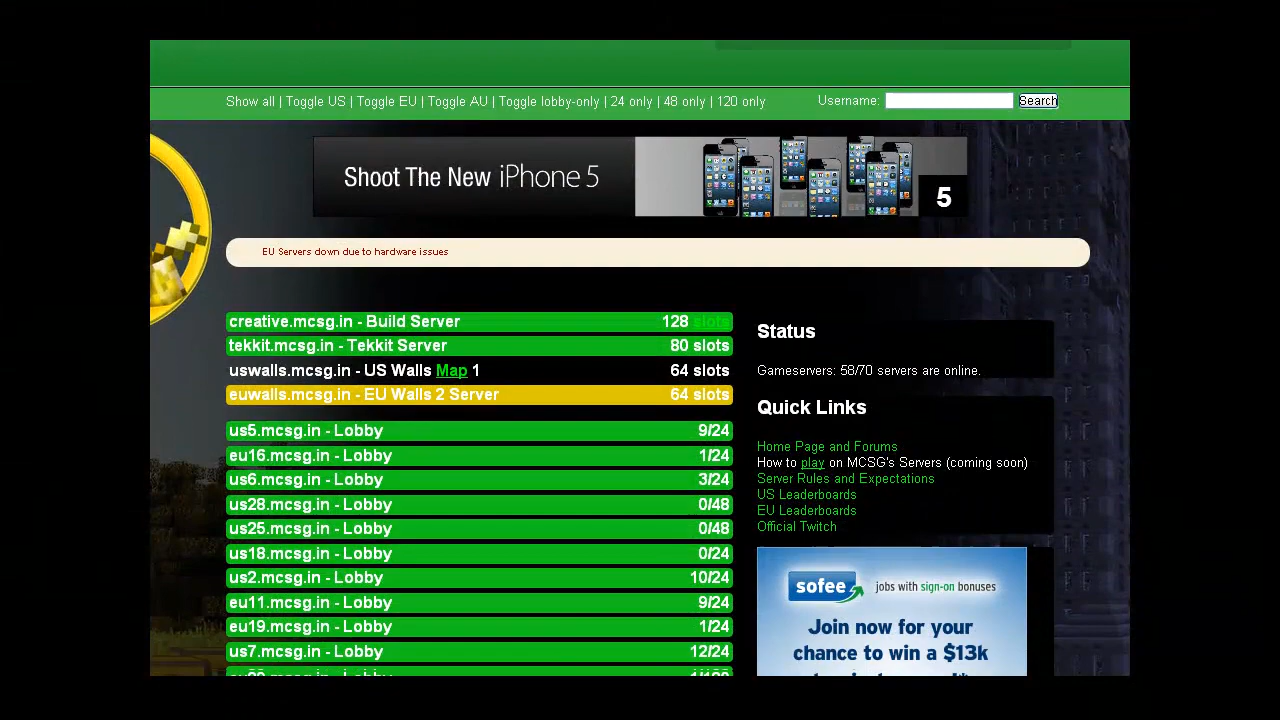 Show all | Toggle US | Toggle EU | Toggle AU | Toggle lobby-only | 24 only | 48 only | 120 only
Username: Search
Shoot The New iPhone 5
5
EU Servers down due to hardware issues
creative.mcsg.in - Build Server 128 slots
tekkit.mcsg.in - Tekkit Server 80 slots
uswalls.mcsg.in - US Walls Map 1 64 slots
euwalls.mcsg.in - EU Walls 2 Server 64 slots
us5.mcsg.in - Lobby 9/24
eu16.mcsg.in - Lobby 1/24
us6.mcsg.in - Lobby 3/24
us28.mcsg.in - Lobby 0/48
us25.mcsg.in - Lobby 0/48
us18.mcsg.in - Lobby 0/24
us2.mcsg.in - Lobby 10/24
eu11.mcsg.in - Lobby 9/24
eu19.mcsg.in - Lobby 1/24
us7.mcsg.in - Lobby 12/24
Status
Gameservers: 58/70 servers are online.
Quick Links
Home Page and Forums
How to play on MCSG's Servers (coming soon)
Server Rules and Expectations
US Leaderboards
EU Leaderboards
Official Twitch
sofee jobs with sign-on bonuses
Join now for your
chance to win a $13k